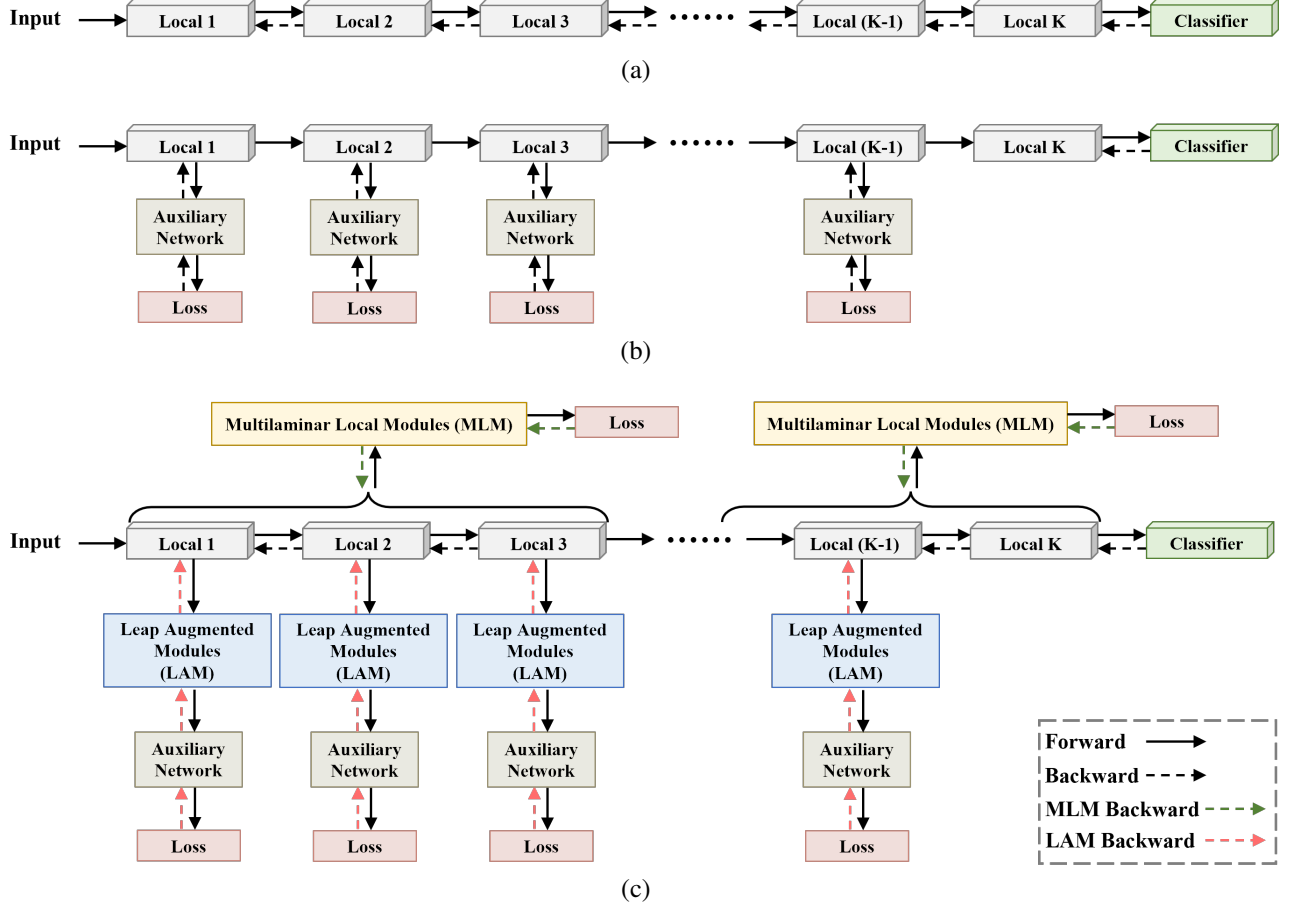 Input Local 1 Local 2 Local 3 ...... Local (K-1) Local K Classifier
(a)
Input Local 1 Local 2 Local 3 ...... Local (K-1) Local K Classifier
Auxiliary Network Auxiliary Network Auxiliary Network Auxiliary Network
Loss Loss Loss Loss
(b)
Multilaminar Local Modules (MLM) Loss Multilaminar Local Modules (MLM) Loss
Input Local 1 Local 2 Local 3 ...... Local (K-1) Local K Classifier
Leap Augmented Modules (LAM) Leap Augmented Modules (LAM) Leap Augmented Modules (LAM) Leap Augmented Modules (LAM)
Auxiliary Network Auxiliary Network Auxiliary Network Auxiliary Network
Loss Loss Loss Loss
Forward
Backward
MLM Backward
LAM Backward
(c)